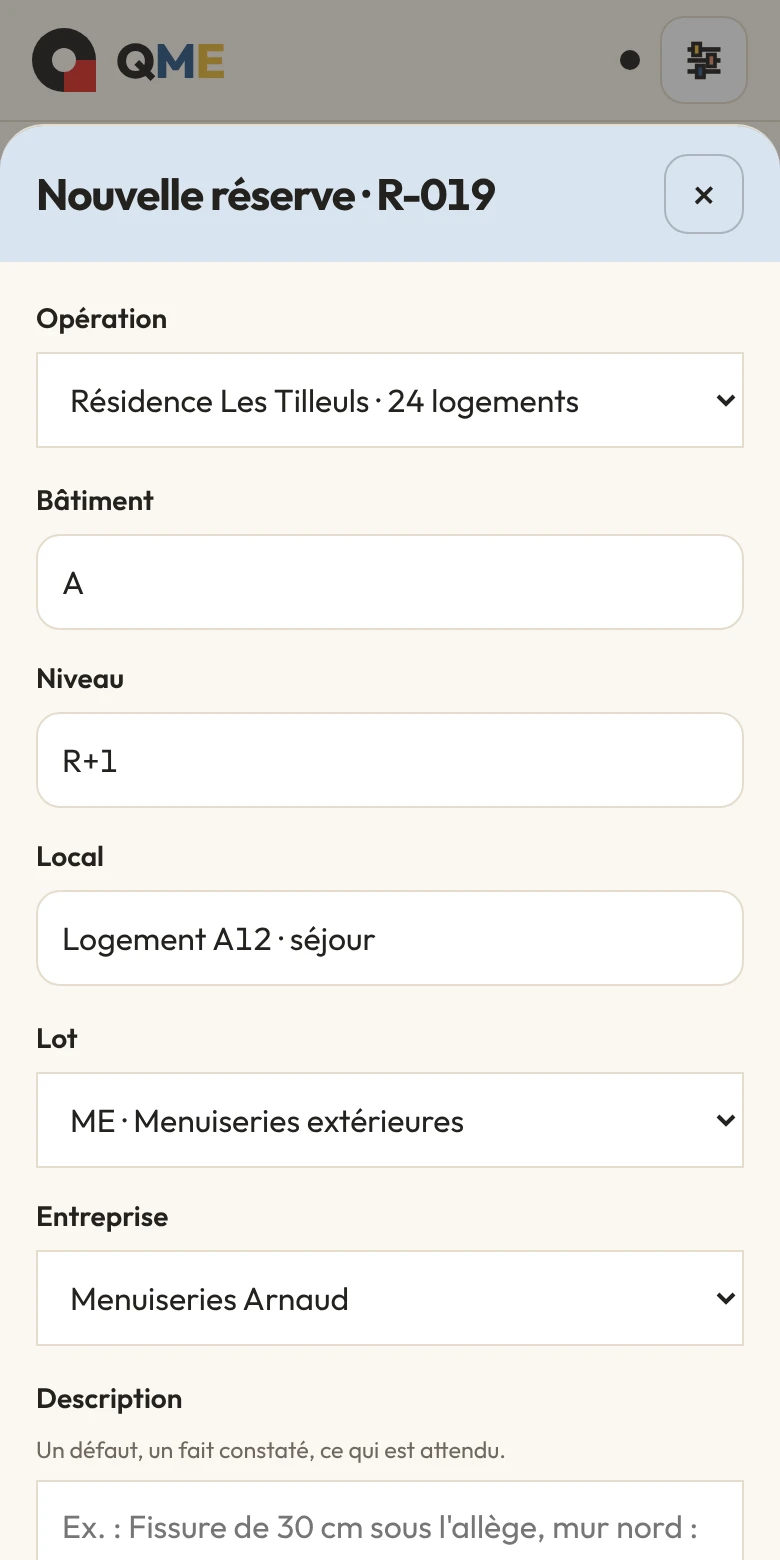 QME
Nouvelle réserve · R-019
Opération
Résidence Les Tilleuls · 24 logements
Bâtiment
A
Niveau
R+1
Local
Logement A12 · séjour
Lot
ME · Menuiseries extérieures
Entreprise
Menuiseries Arnaud
Description
Un défaut, un fait constaté, ce qui est attendu.
Ex. : Fissure de 30 cm sous l'allège, mur nord :